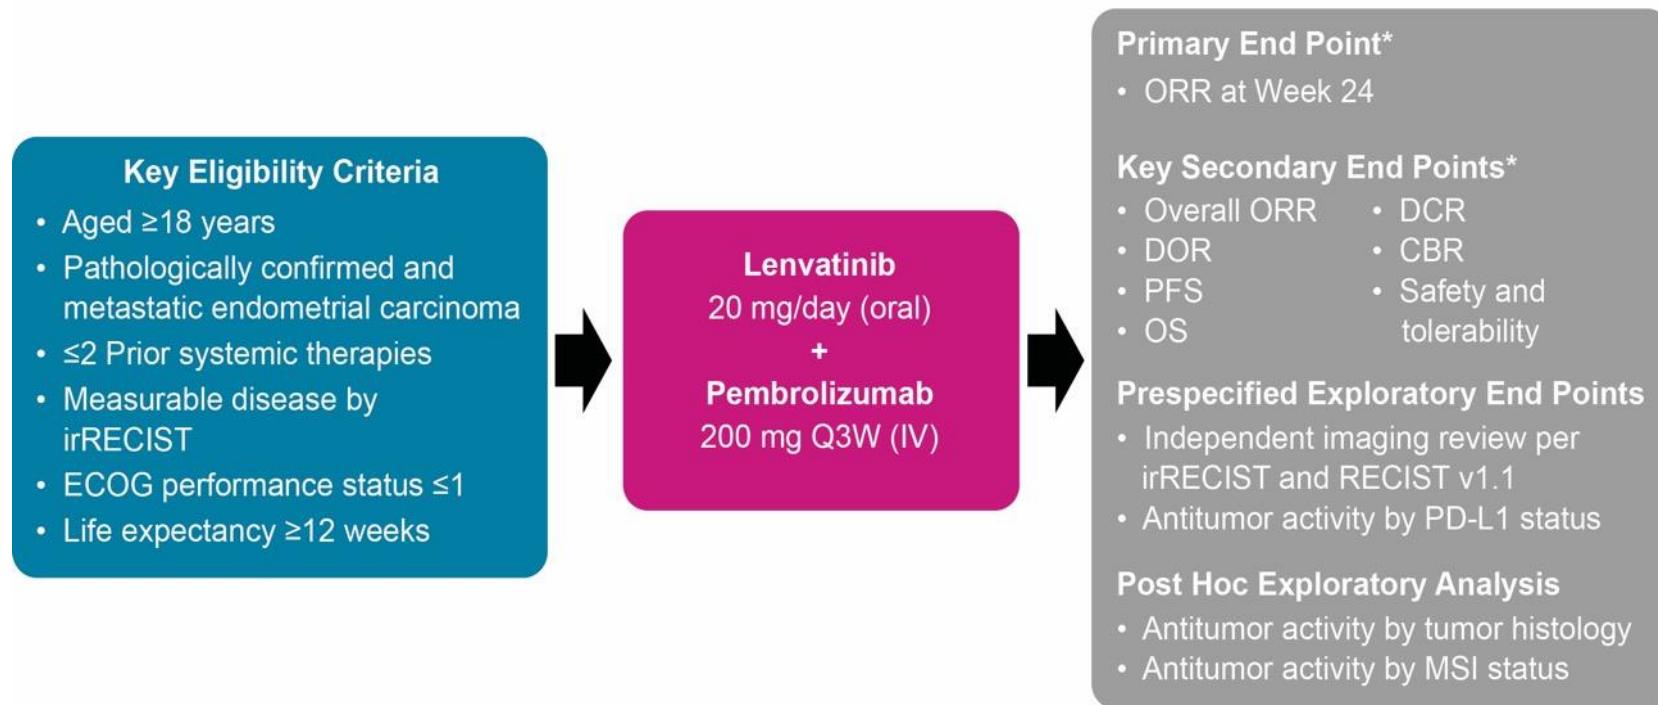 Key Eligibility Criteria
• Aged ≥18 years
• Pathologically confirmed and
metastatic endometrial carcinoma
• ≤2 Prior systemic therapies
• Measurable disease by
irRECIST
• ECOG performance status ≤1
• Life expectancy ≥12 weeks
Lenvatinib
20 mg/day (oral)
+
Pembrolizumab
200 mg Q3W (IV)
Primary End Point*
• ORR at Week 24
Key Secondary End Points*
• Overall ORR
• DOR
• PFS
• OS
• DCR
• CBR
• Safety and
tolerability
Prespecified Exploratory End Points
• Independent imaging review per
irRECIST and RECIST v1.1
• Antitumor activity by PD-L1 status
Post Hoc Exploratory Analysis
• Antitumor activity by tumor histology
• Antitumor activity by MSI status